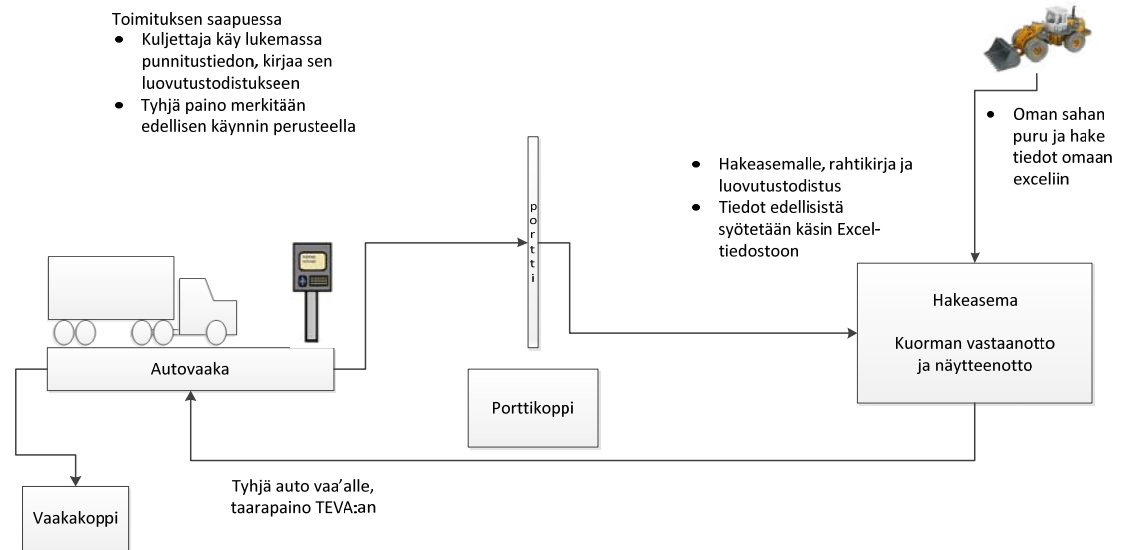 Toimituksen saapuessa
● Kuljettaja käy lukemassa
punnitustiedon, kirjaa sen
luovutustodistukseen
● Tyhjä paino merkitään
edellisen käynnin perusteella
● Oman sahan
puru ja hake
tiedot omaan
exceliin
● Hakeasemalle, rahtikirja ja
luovutustodistus
● Tiedot edellisistä
syötetään käsin Excel-
tiedostoon
portti
Hakeasema
Kuorman vastaanotto
ja näytteenotto
Autovaaka
Porttikoppi
Tyhjä auto vaa’alle,
taarapaino TEVA:an
Vaakakoppi